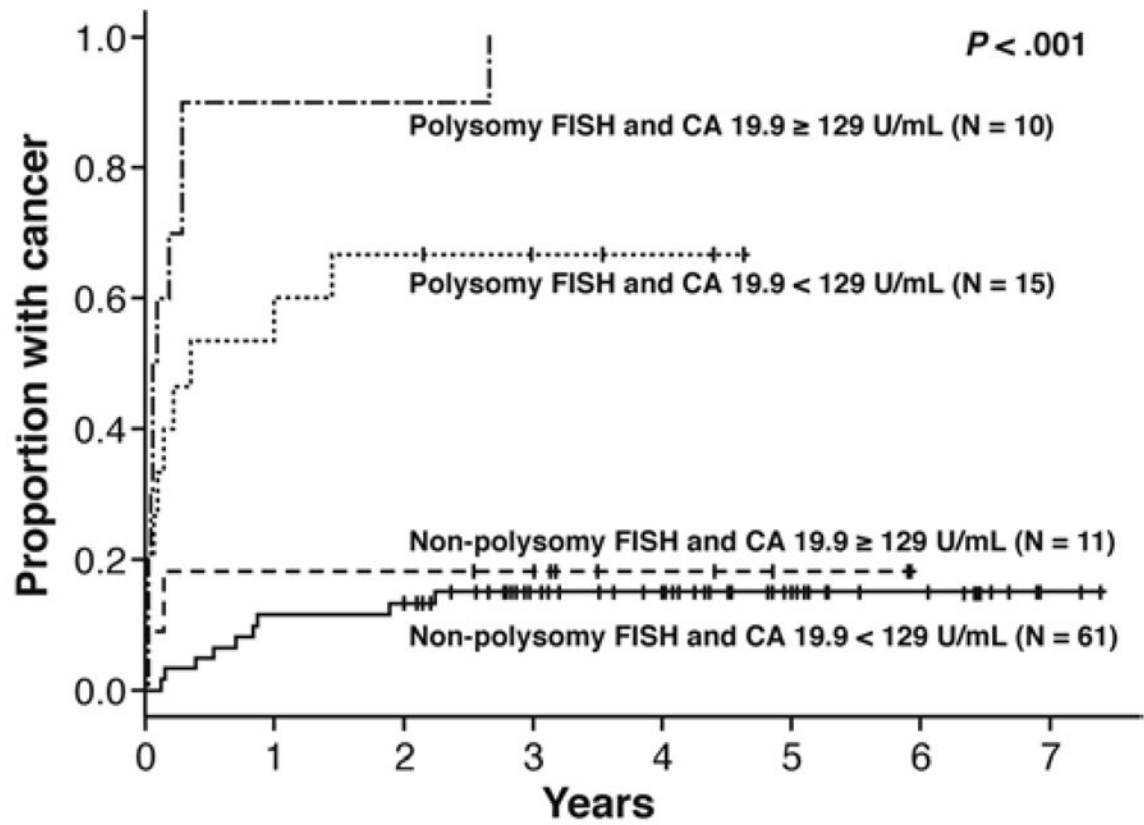 P < .001
Proportion with cancer
1.0
0.8
0.6
0.4
0.2
0.0
Polysomy FISH and CA 19.9 ≥ 129 U/mL (N = 10)
Polysomy FISH and CA 19.9 < 129 U/mL (N = 15)
Non-polysomy FISH and CA 19.9 ≥ 129 U/mL (N = 11)
Non-polysomy FISH and CA 19.9 < 129 U/mL (N = 61)
0 1 2 3 4 5 6 7
Years